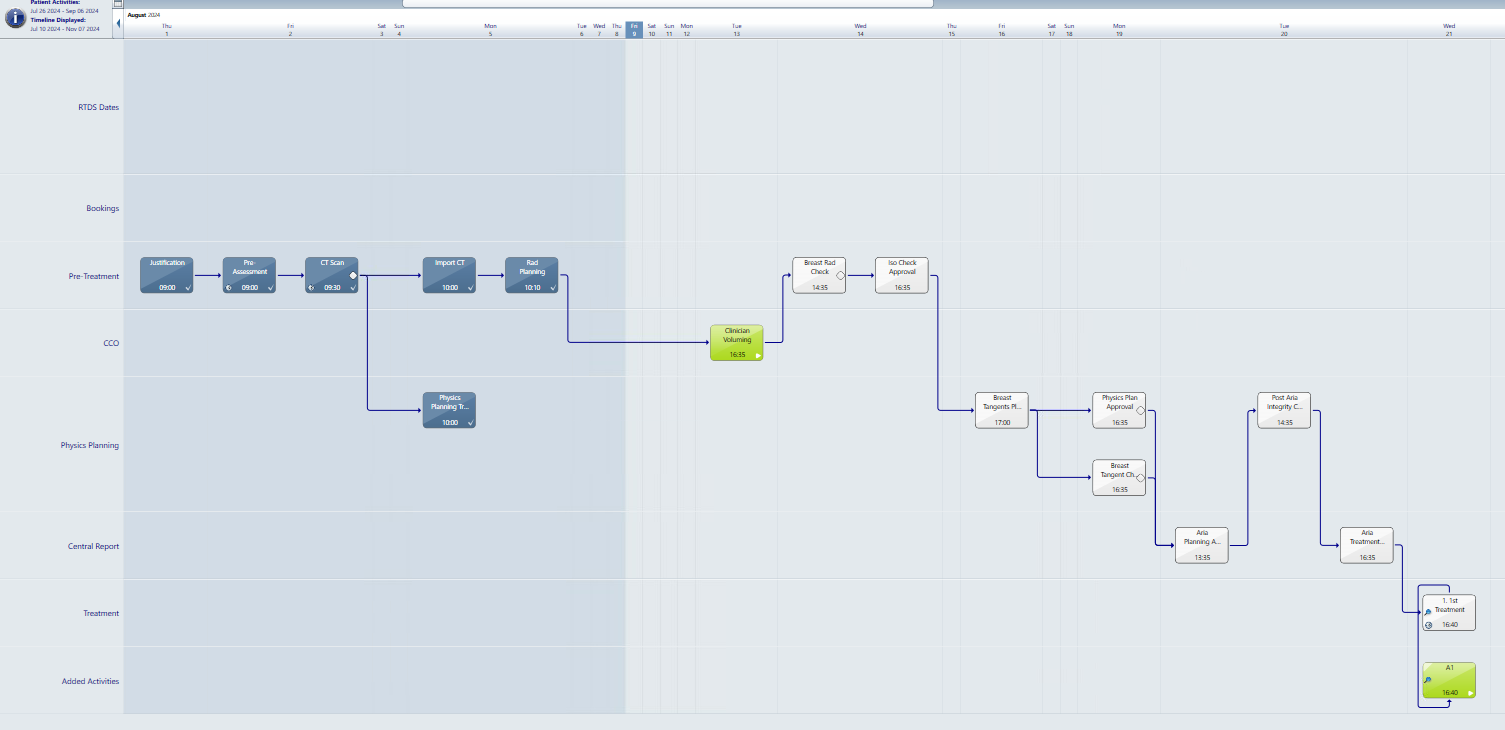 Patient Activities:
Jul 26 2024 - Sep 06 2024
Timeline Displayed:
Jul 10 2024 - Nov 07 2024
August 2024
Thu Fri Sat Sun Mon Tue Wed Thu Fri Sat Sun Mon Tue Wed Thu Fri Sat Sun Mon Tue Wed
1 2 3 4 5 6 7 8 9 10 11 12 13 14 15 16 17 18 19 20 21
RTDS Dates
Bookings
Pre-Treatment
Justification
09:00
Pre-
Assessment
09:00
CT Scan
09:30
Import CT
10:00
Rad
Planning
10:10
Breast Rad
Check
14:35
Iso Check
Approval
16:35
CCO
Clinician
Voluming
16:35
Physics Planning
Physics
Planning Tr...
10:00
Breast
Tangents Pl...
17:00
Physics Plan
Approval
16:35
Breast
Tangent Ch...
16:35
Post Aria
Integrity C...
14:35
Central Report
Aria
Planning A...
13:35
Aria
Treatment...
16:35
Treatment
1. 1st
Treatment
16:40
Added Activities
A1
16:40